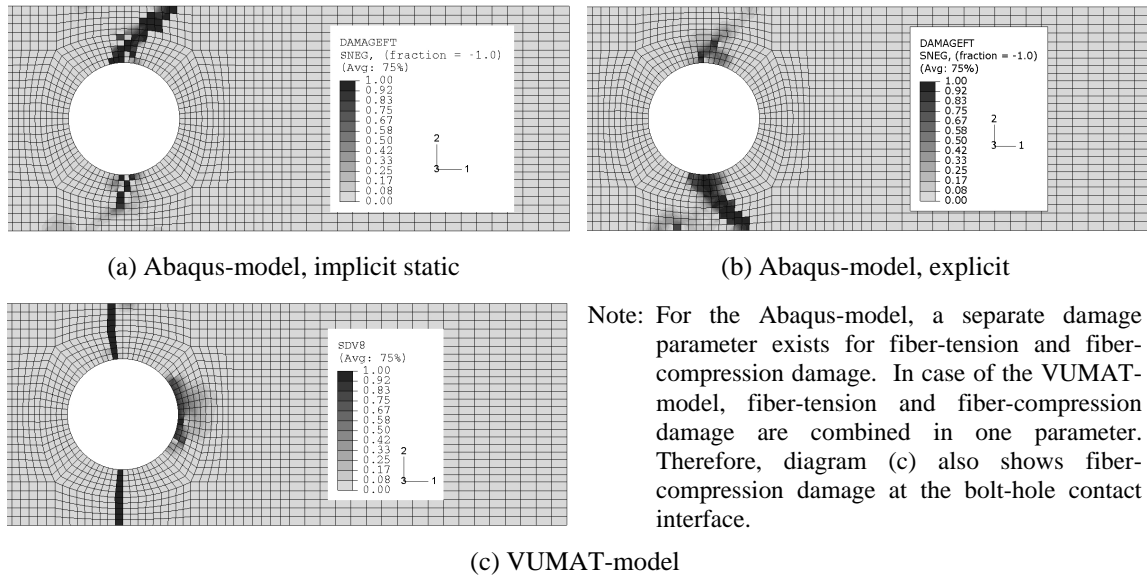 DAMAGEFT
SNEG, (fraction = -1.0)
(Avg: 75%)
1.00
0.92
0.83
0.75
0.67
0.58
0.50
0.42
0.33
0.25
0.17
0.08
0.00
2
3 1
(a) Abaqus-model, implicit static
DAMAGEFT
SNEG, (fraction = -1.0)
(Avg: 75%)
1.00
0.92
0.83
0.75
0.67
0.58
0.50
0.42
0.33
0.25
0.17
0.08
0.00
2
3 1
(b) Abaqus-model, explicit
SDV8
(Avg: 75%)
1.00
0.92
0.83
0.75
0.67
0.58
0.50
0.42
0.33
0.25
0.17
0.08
0.00
2
3 1
Note: For the Abaqus-model, a separate damage
parameter exists for fiber-tension and fiber-
compression damage. In case of the VUMAT-
model, fiber-tension and fiber-compression
damage are combined in one parameter.
Therefore, diagram (c) also shows fiber-
compression damage at the bolt-hole contact
interface.
(c) VUMAT-model